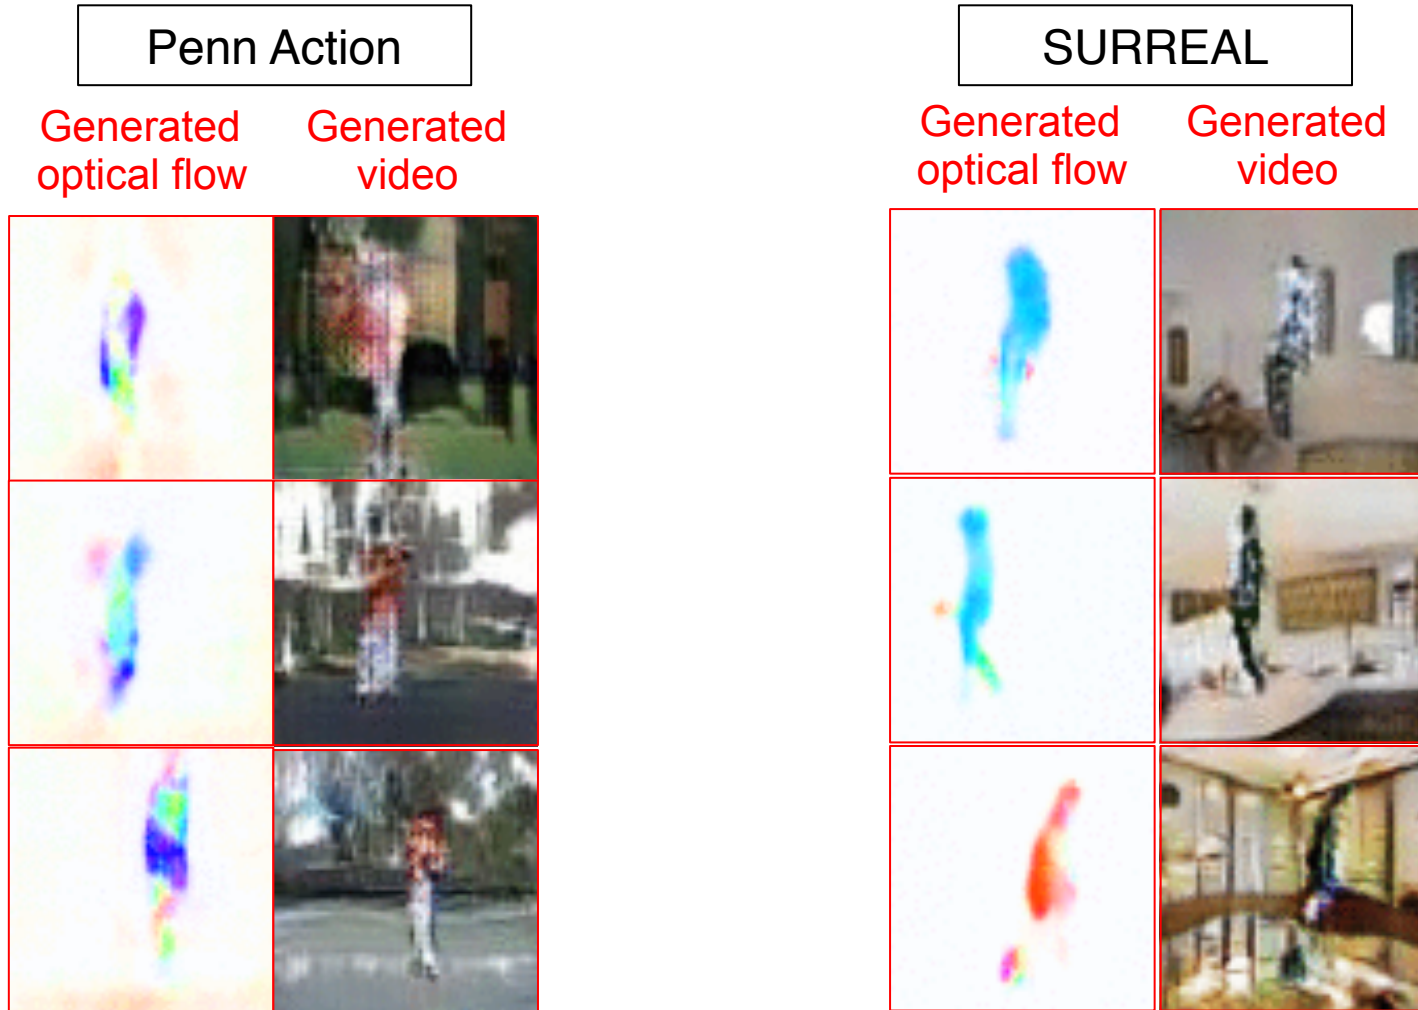 Penn Action
Generated
optical flow
Generated
video
SURREAL
Generated
optical flow
Generated
video